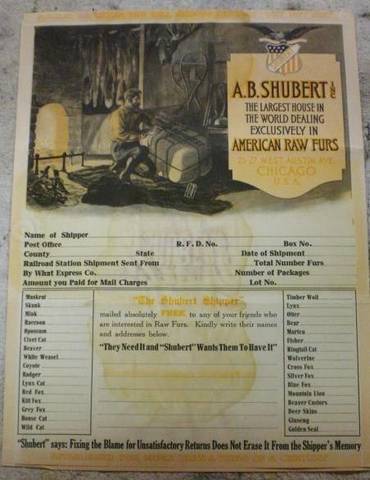 A.B. SHUBERT
THE LARGEST HOUSE IN
THE WORLD DEALING
EXCLUSIVELY IN
AMERICAN RAW FURS
25-27 WEST AUSTIN AVE.
CHICAGO
U.S.A.
Name of Shipper
Post Office R. F. D. No. Box No.
County State Date of Shipment
Railroad Station Shipment Sent From Total Number Furs
By What Express Co. Number of Packages
Amount you Paid for Mail Charges Lot No.
Muskrat
Skunk
Mink
Racoon
Opossum
Civet Cat
Beaver
White Weasel
Coyote
Badger
Lynx Cat
Red Fox
Kitt Fox
Grey Fox
House Cat
Wild Cat
"The Shubert Shipper"
mailed absolutely FREE to any of your friends who
are interested in Raw Furs. Kindly write their names
and addresses below.
"They Need It and "Shubert" Wants Them To Have it"
Timber Wolf
Lynx
Otter
Bear
Marten
Fisher
Ringtail Cat
Wolverine
Cross Fox
Silver Fox
Blue Fox
Mountain Lion
Beaver Castors
Deer Skins
Ginseng
Golden Seal
"Shubert" says: Fixing the Blame for Unsatisfactory Returns Does Not Erase It From the Shipper's Memory